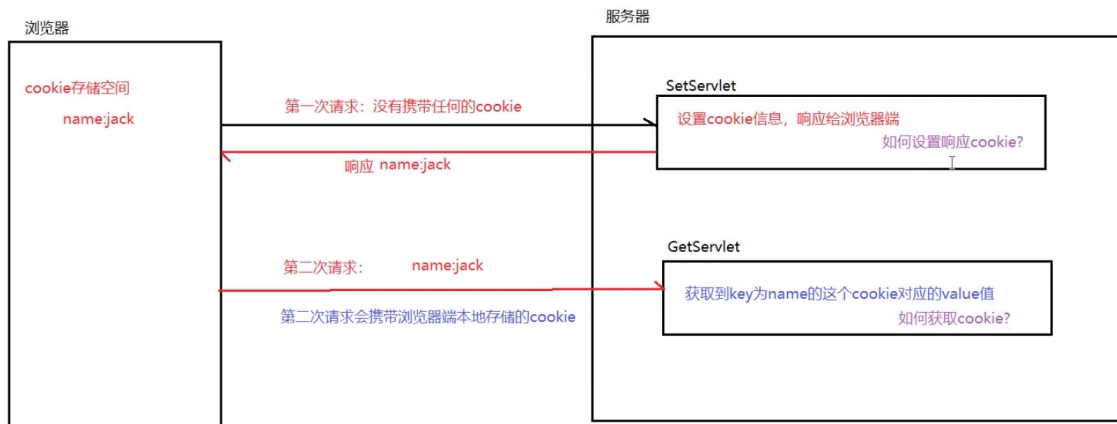 浏览器
服务器
cookie存储空间
name:jack
第一次请求：没有携带任何的cookie
响应 name:jack
SetServlet
设置cookie信息，响应给浏览器端
如何设置响应cookie?
第二次请求： name:jack
第二次请求会携带浏览器端本地存储的cookie
GetServlet
获取到key为name的这个cookie对应的value值
如何获取cookie?